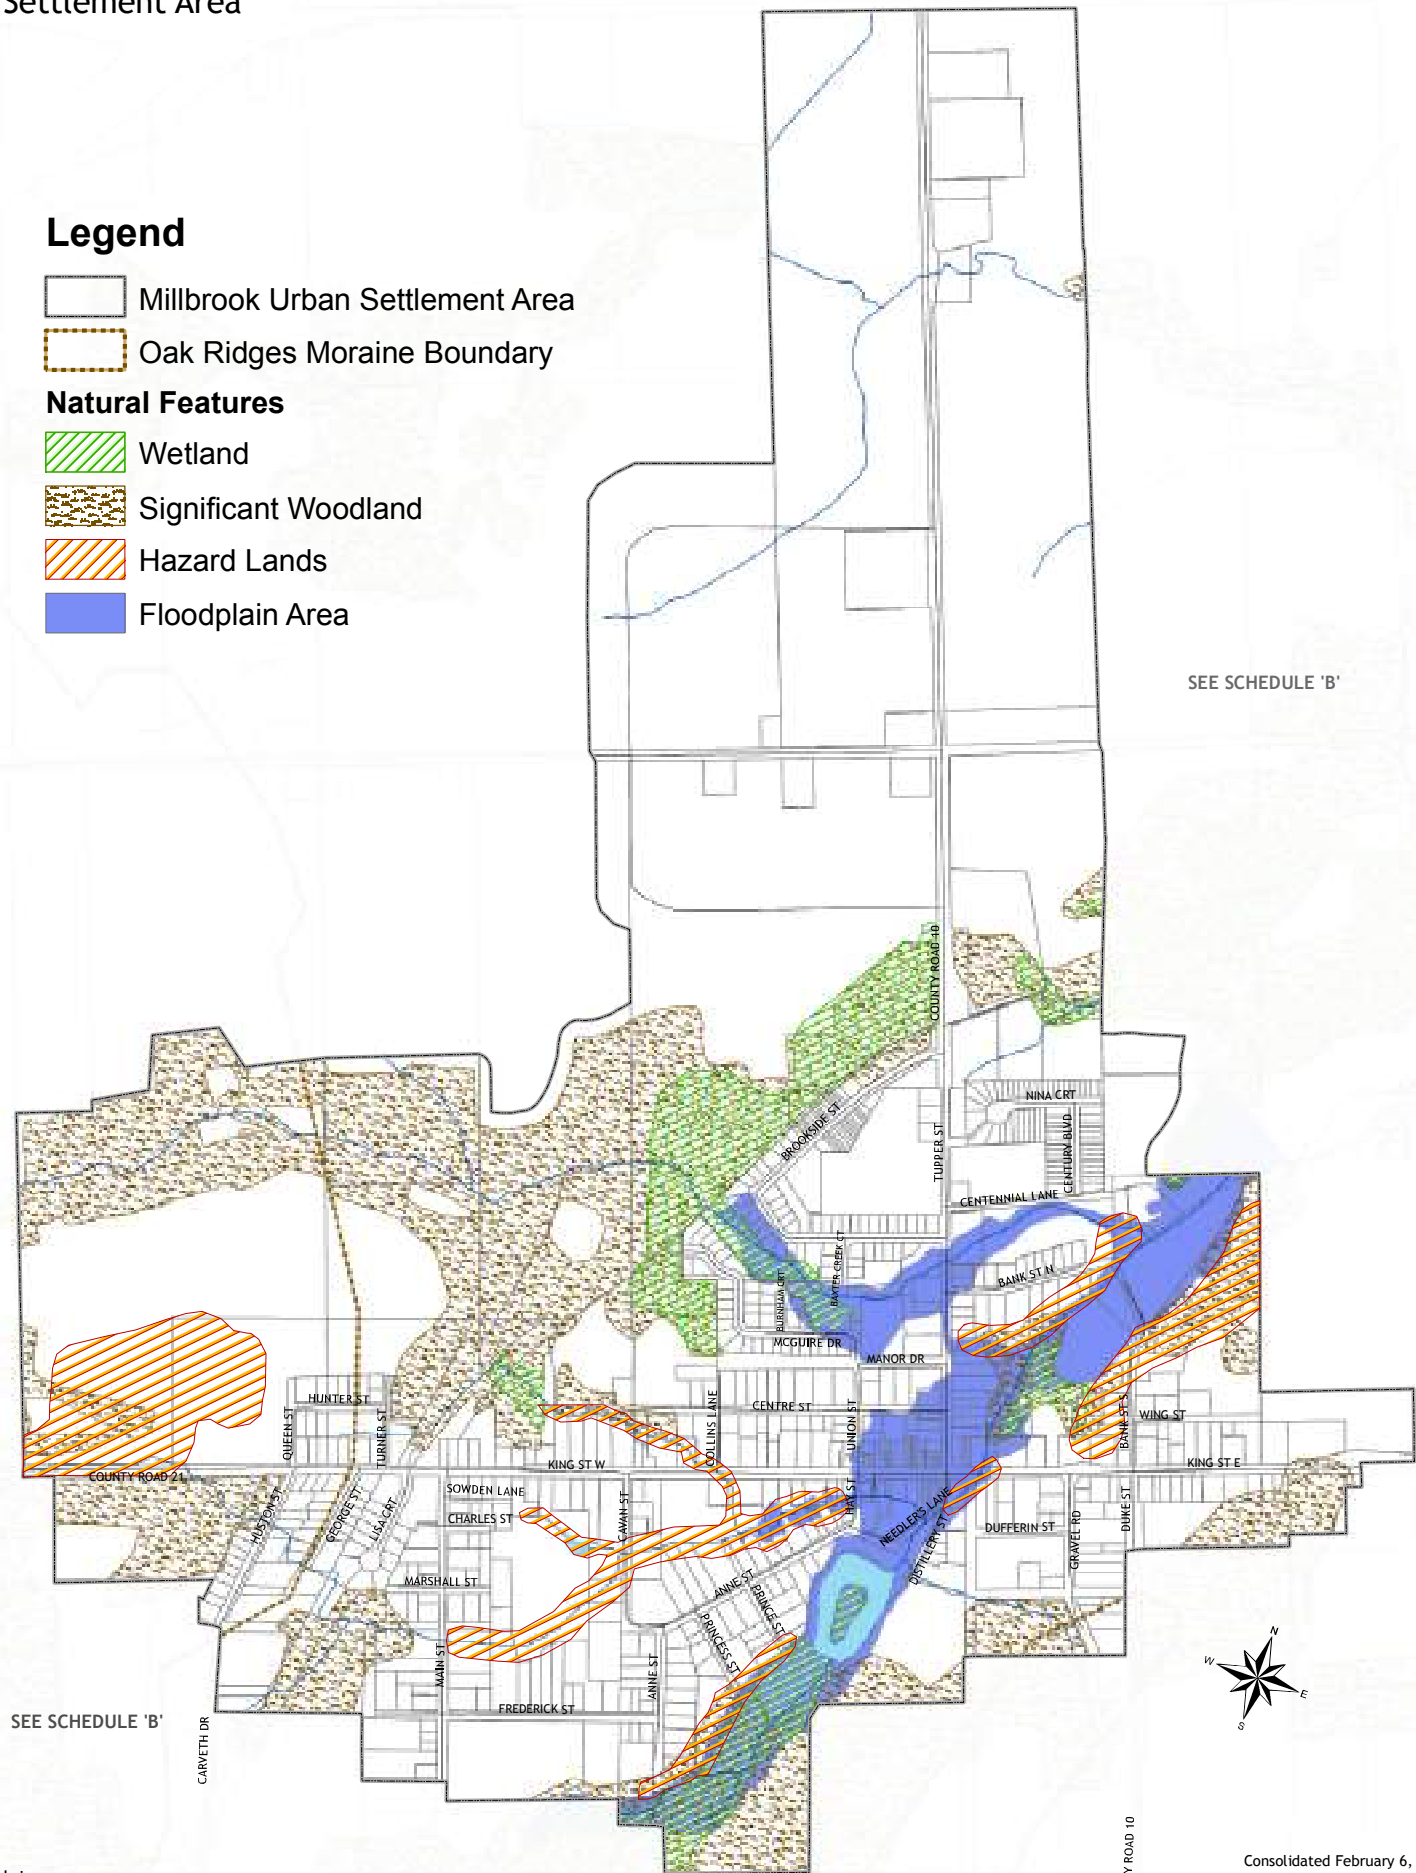 Settlement Area
Legend
Millbrook Urban Settlement Area
Oak Ridges Moraine Boundary
Natural Features
Wetland
Significant Woodland
Hazard Lands
Floodplain Area
SEE SCHEDULE 'B'
COUNTY ROAD 10
NINA CRT
BROOKSIDE ST
TUPPER ST
CENTURY BLVD
CENTENNIAL LANE
BAXTER CREEK CT
BANK ST N
BURNHAM CRT
MCGUIRE DR
MANOR DR
HUNTER ST
QUEEN ST
TURNER ST
COLLINS LANE
CENTRE ST
UNION ST
BANK ST S
WING ST
KING ST W
KING ST E
COUNTY ROAD 21
SOWDEN LANE
CHARLES ST
HUSTON ST
GEORGE ST
LISA CRT
CAVAN ST
HAY ST
NEEDLER'S LANE
DISTILLERY ST
DUFFERIN ST
GRAVEL RD
DUKE ST
MARSHALL ST
ANNE ST
PRINCE ST
PRINCESS ST
MAIN ST
ANNE ST
FREDERICK ST
N
W
E
S
SEE SCHEDULE 'B'
CARVETH DR
Y ROAD 10
Consolidated February 6,